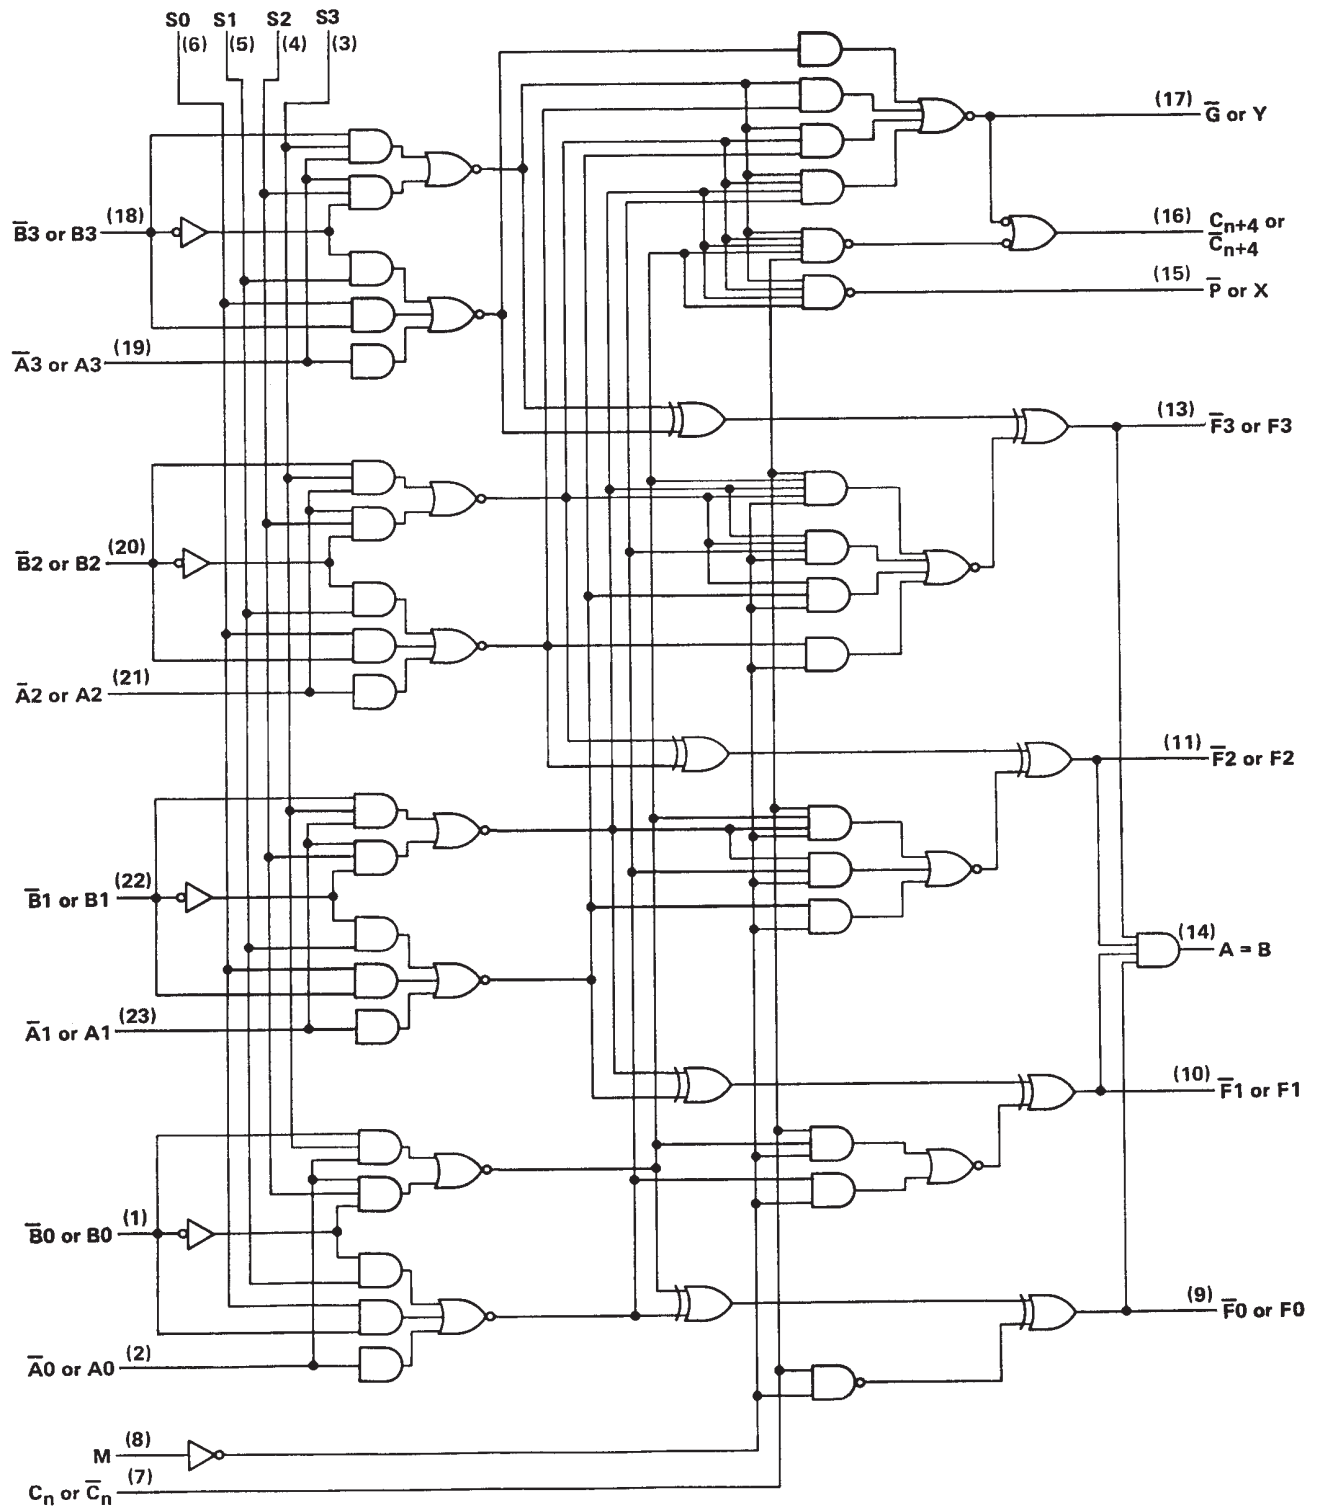 S0 S1 S2 S3
(6) (5) (4) (3)
(17) G̅ or Y
(18) B̅3 or B3
(16) Cn+4 or
C̅n+4
(15) P̅ or X
(19) A̅3 or A3
(13) F̅3 or F3
(20) B̅2 or B2
(21) A̅2 or A2
(11) F̅2 or F2
(22) B̅1 or B1
(14) A = B
(23) A̅1 or A1
(10) F̅1 or F1
(1) B̅0 or B0
(9) F̅0 or F0
(2) A̅0 or A0
M (8)
Cn or C̅n (7)